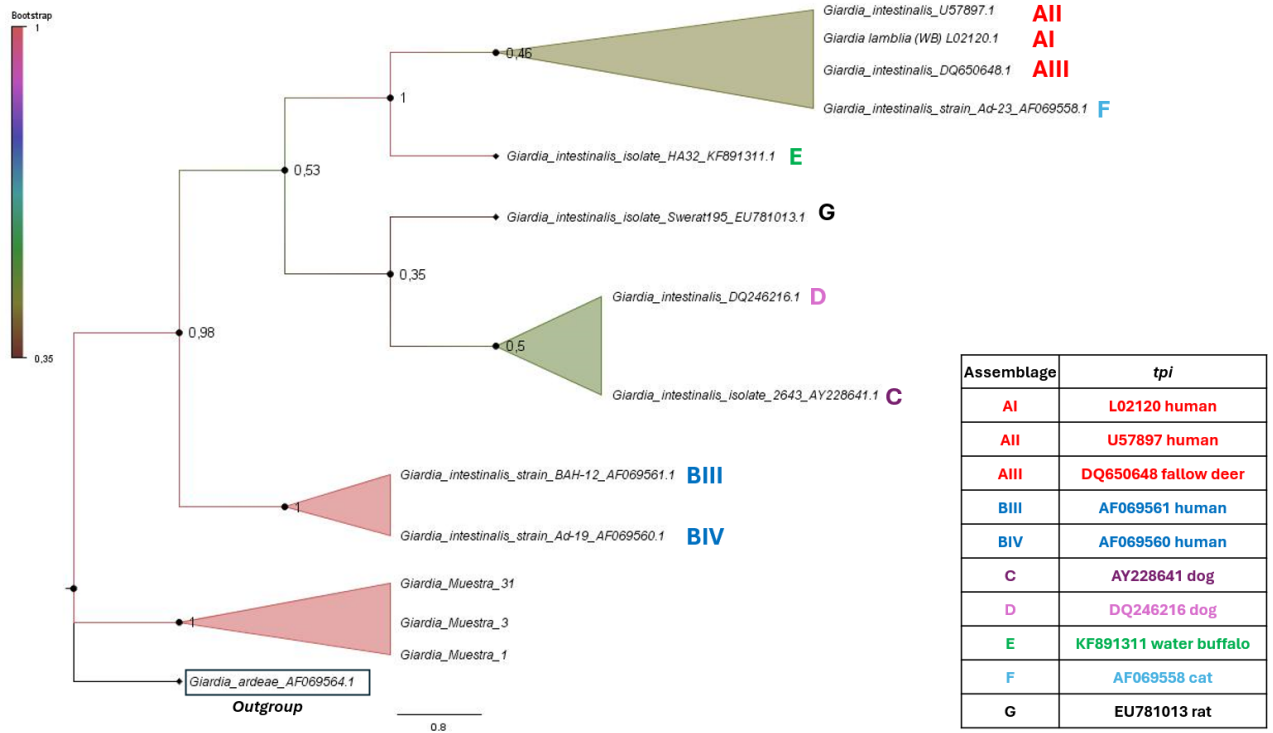 Bootstrap
1
0,35
Giardia_intestinalis_U57897.1 AII
Giardia lamblia (WB) L02120.1 AI
0,46
Giardia_intestinalis_DQ650648.1 AIII
1
Giardia_intestinalis_strain_Ad-23_AF069558.1 F
Giardia_intestinalis_isolate_HA32_KF891311.1 E
0,53
Giardia_intestinalis_isolate_Swerat195_EU781013.1 G
0,35
Giardia_intestinalis_DQ246216.1 D
0,98
0,5
Giardia_intestinalis_isolate_2643_AY228641.1 C
Giardia_intestinalis_strain_BAH-12_AF069561.1 BIII
1
Giardia_intestinalis_strain_Ad-19_AF069560.1 BIV
Giardia_Muestra_31
1
Giardia_Muestra_3
Giardia_Muestra_1
Giardia_ardeae_AF069564.1
Outgroup
0.8
Assemblage tpi
AI L02120 human
AII U57897 human
AIII DQ650648 fallow deer
BIII AF069561 human
BIV AF069560 human
C AY228641 dog
D DQ246216 dog
E KF891311 water buffalo
F AF069558 cat
G EU781013 rat